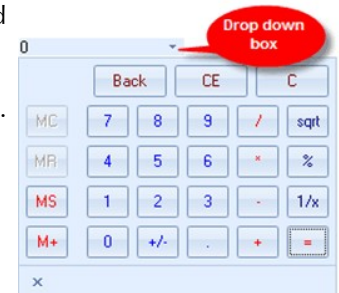 d
Drop down
box
0
Back CE C
.
MC 7 8 9 / sqrt
MR 4 5 6 * %
MS 1 2 3 - 1/x
M+ 0 +/- . + =
×